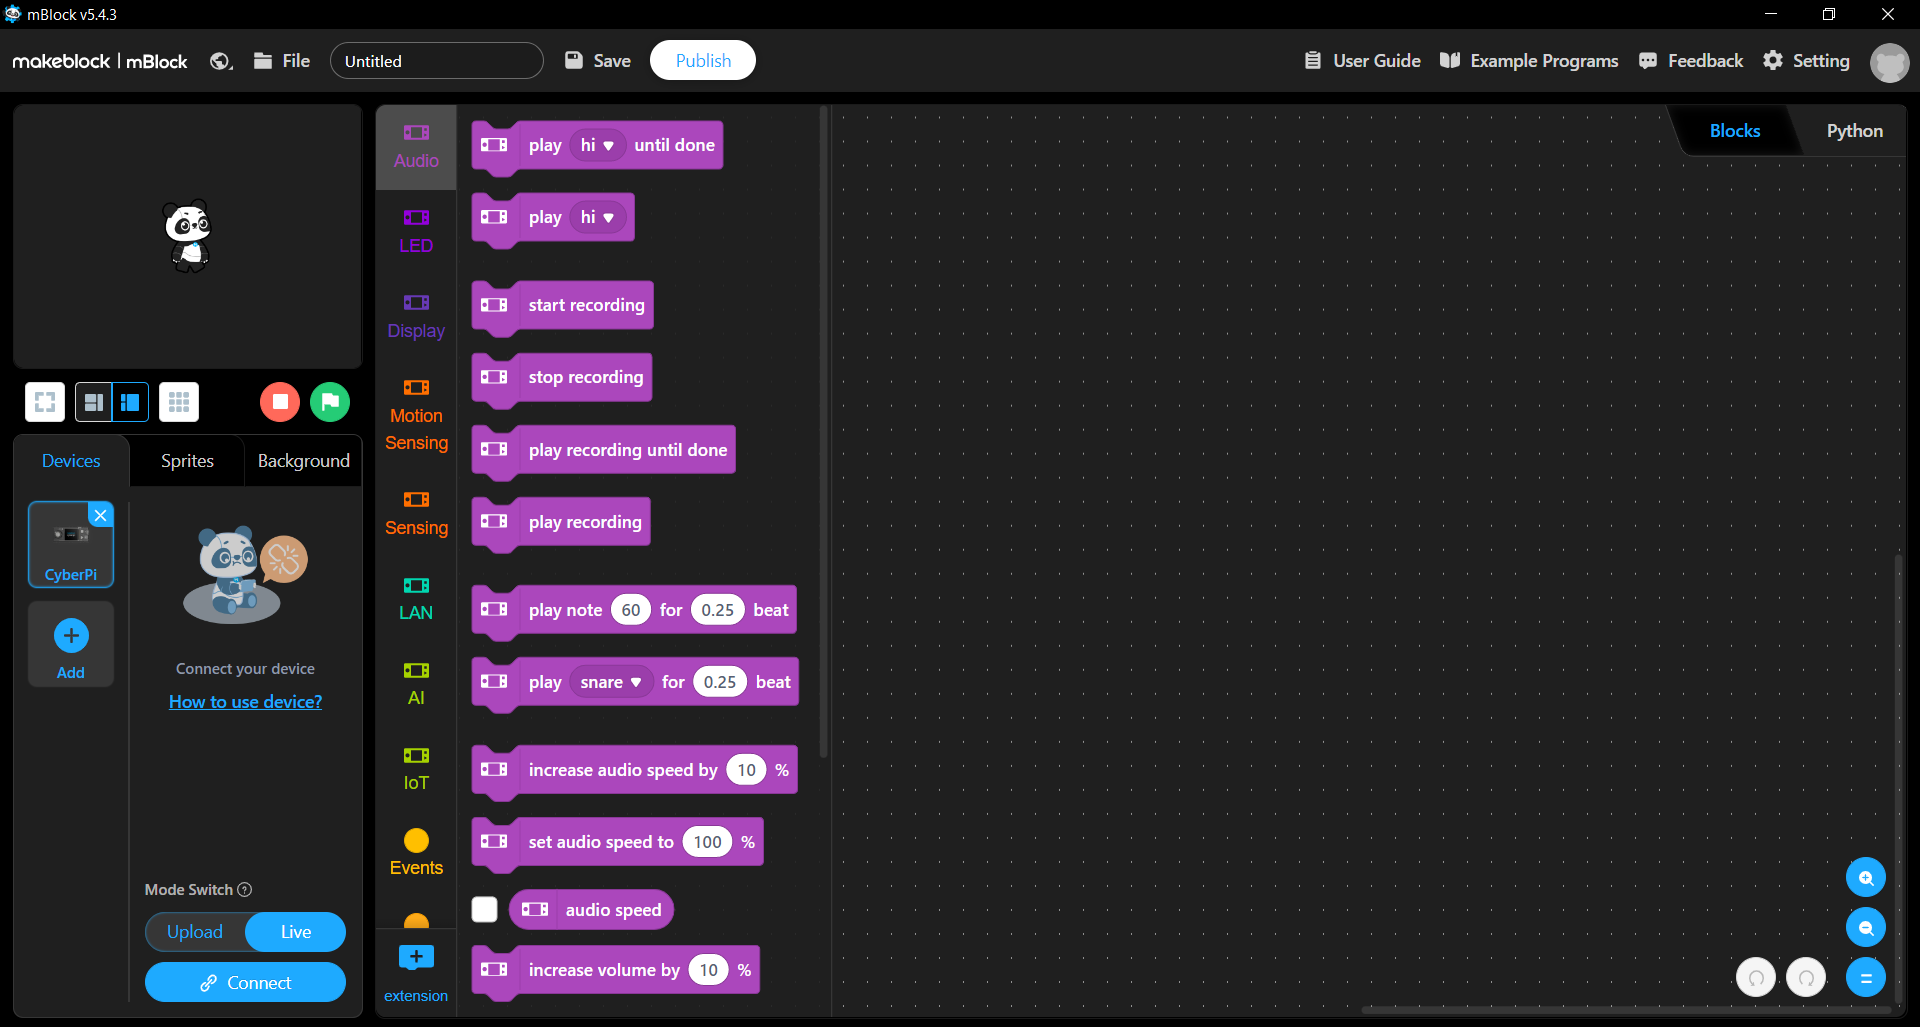 mBlock v5.4.3
makeblock | mBlock
File
Untitled
Save
Publish
User Guide
Example Programs
Feedback
Setting
Devices
Sprites
Background
CyberPi
Add
Connect your device
How to use device?
Mode Switch ?
Upload
Live
Connect
Audio
LED
Display
Motion
Sensing
Sensing
LAN
AI
IoT
Events
extension
play hi until done
play hi
start recording
stop recording
play recording until done
play recording
play note 60 for 0.25 beat
play snare for 0.25 beat
increase audio speed by 10 %
set audio speed to 100 %
audio speed
increase volume by 10 %
Blocks
Python